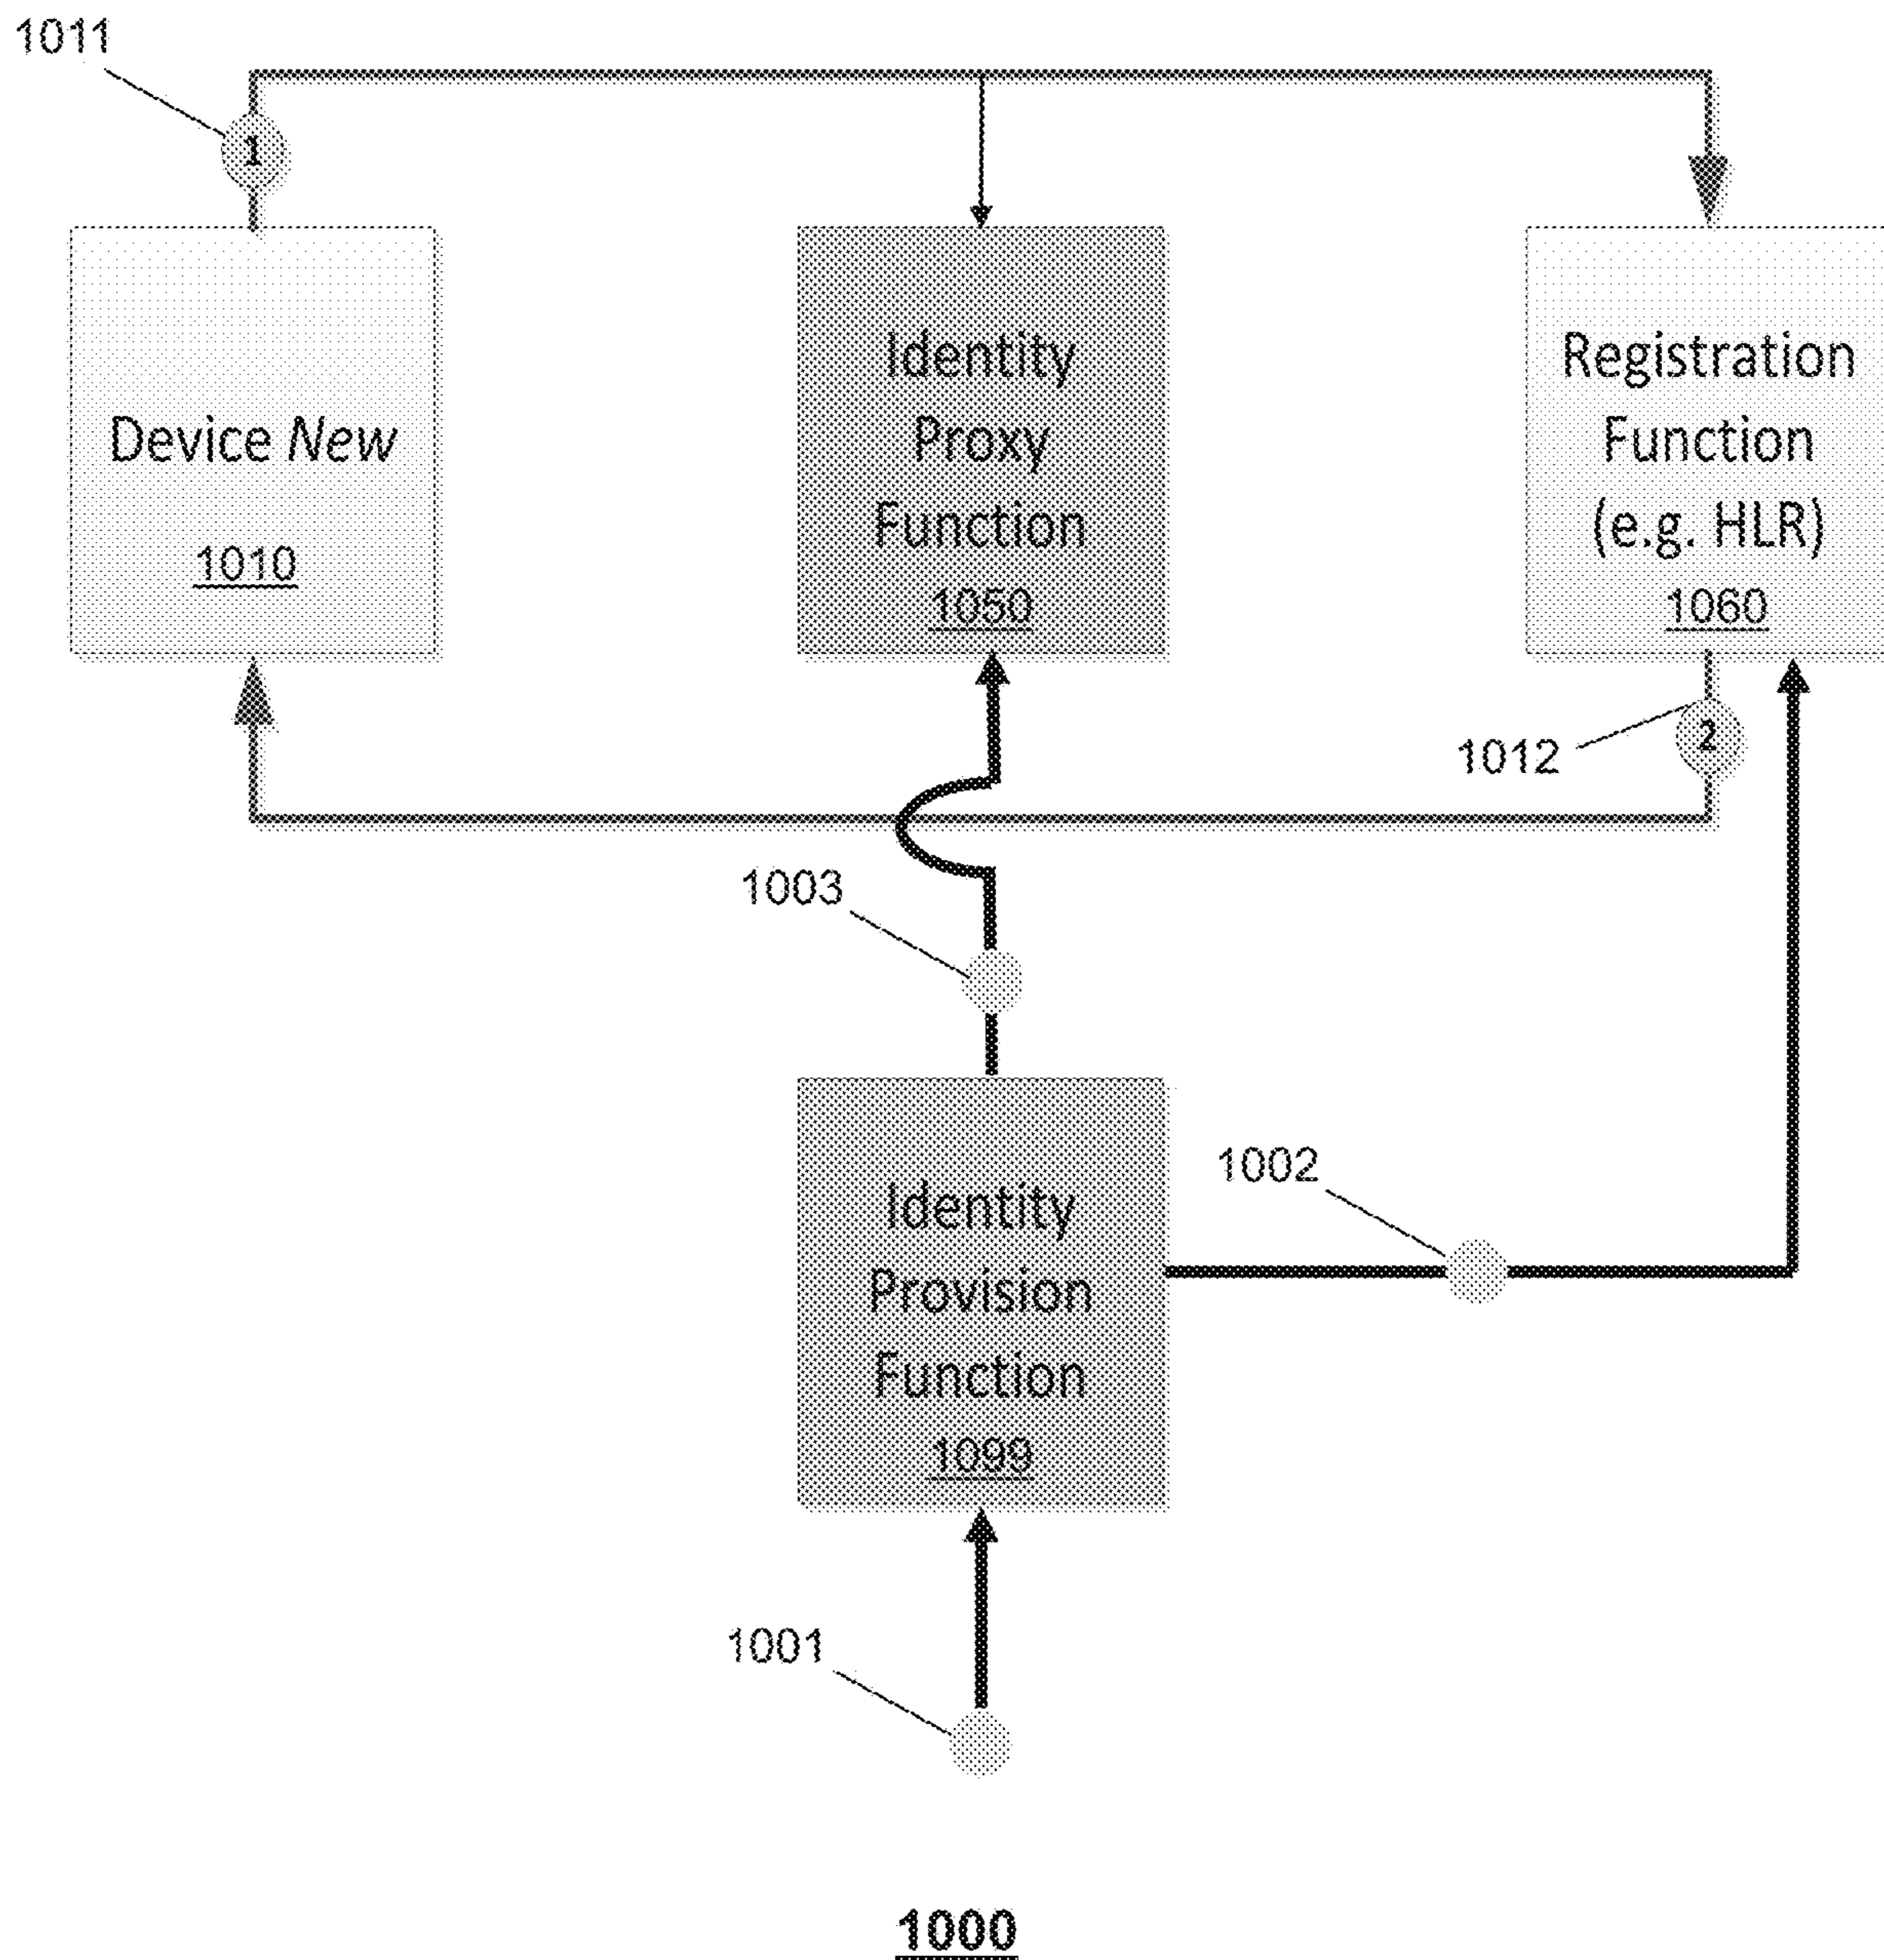 1011
1
Device New
1010
Identity
Proxy
Function
1050
Registration
Function
(e.g. HLR)
1060
1012
2
1003
1002
Identity
Provision
Function
1099
1001
1000